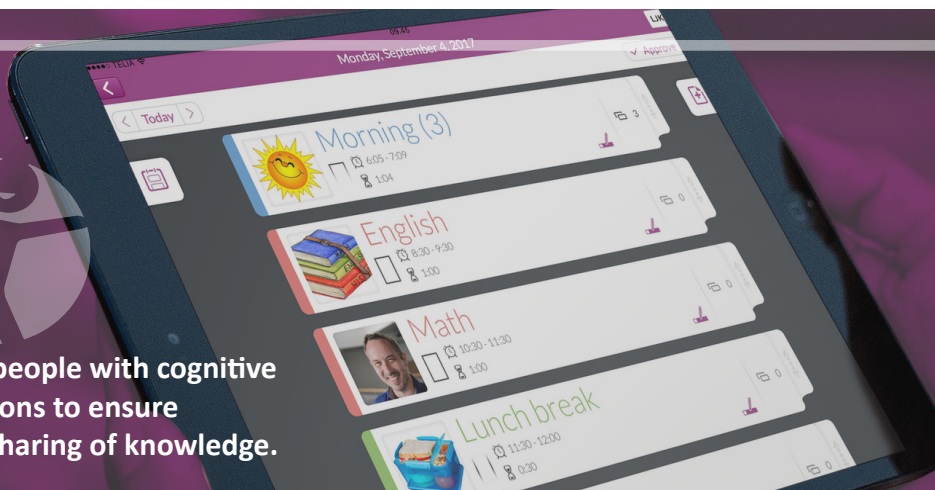 09.45
TELIA
Monday, September 4, 2017
Approve
Today
Morning (3)
6:05 - 7:09
1:04
3
English
8:30 - 9:30
1:00
0
Math
10:30 - 11:30
1:00
0
Lunch break
11:30 - 12:00
0:30
0
0
people with cognitive
ons to ensure
haring of knowledge.